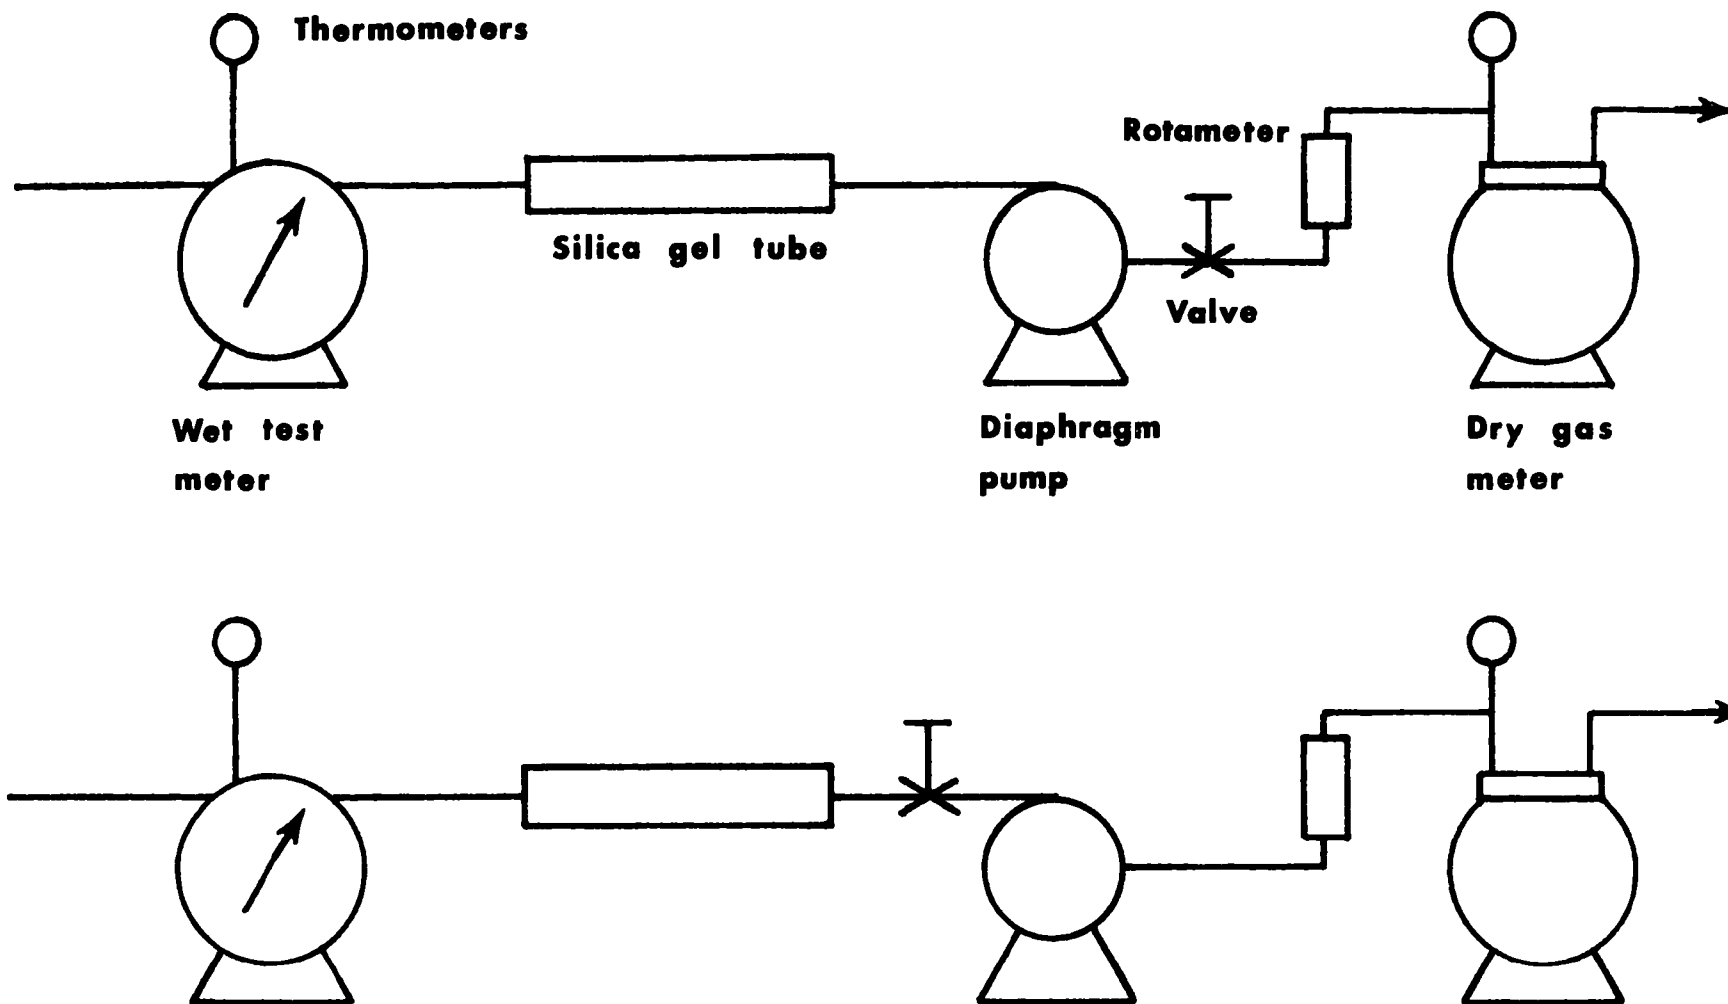 Thermometers
Rotameter
Silica gel tube
Valve
Wet test
meter
Diaphragm
pump
Dry gas
meter